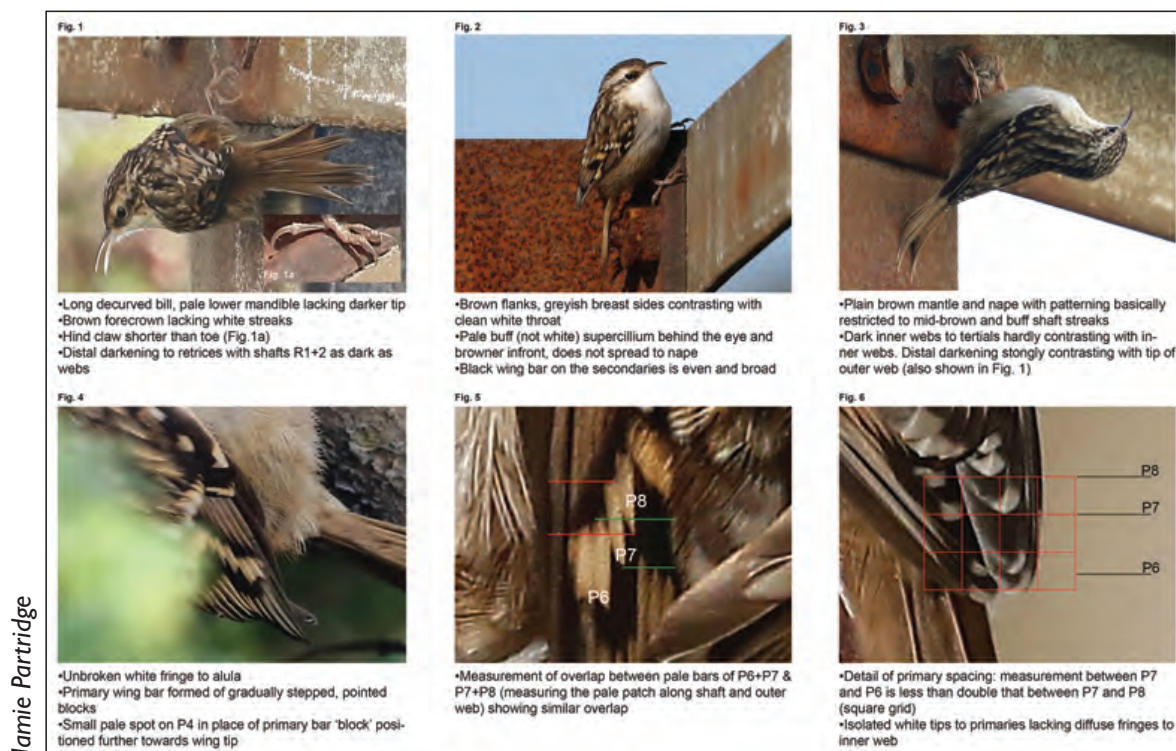 Fig. 1
Fig. 1a
•Long decurved bill, pale lower mandible lacking darker tip
•Brown forecrown lacking white streaks
•Hind claw shorter than toe (Fig.1a)
•Distal darkening to retrices with shafts R1+2 as dark as
webs
Fig. 2
•Brown flanks, greyish breast sides contrasting with
clean white throat
•Pale buff (not white) supercillium behind the eye and
browner infront, does not spread to nape
•Black wing bar on the secondaries is even and broad
Fig. 3
•Plain brown mantle and nape with patterning basically
restricted to mid-brown and buff shaft streaks
•Dark inner webs to tertials hardly contrasting with in-
ner webs. Distal darkening stongly contrasting with tip of
outer web (also shown in Fig. 1)
Fig. 4
•Unbroken white fringe to alula
•Primary wing bar formed of gradually stepped, pointed
blocks
•Small pale spot on P4 in place of primary bar ‘block’ posi-
tioned further towards wing tip
Fig. 5
P8
P7
P6
•Measurement of overlap between pale bars of P6+P7 &
P7+P8 (measuring the pale patch along shaft and outer
web) showing similar overlap
Fig. 6
P8
P7
P6
•Detail of primary spacing: measurement between P7
and P6 is less than double that between P7 and P8
(square grid)
•Isolated white tips to primaries lacking diffuse fringes to
inner web
Jamie Partridge